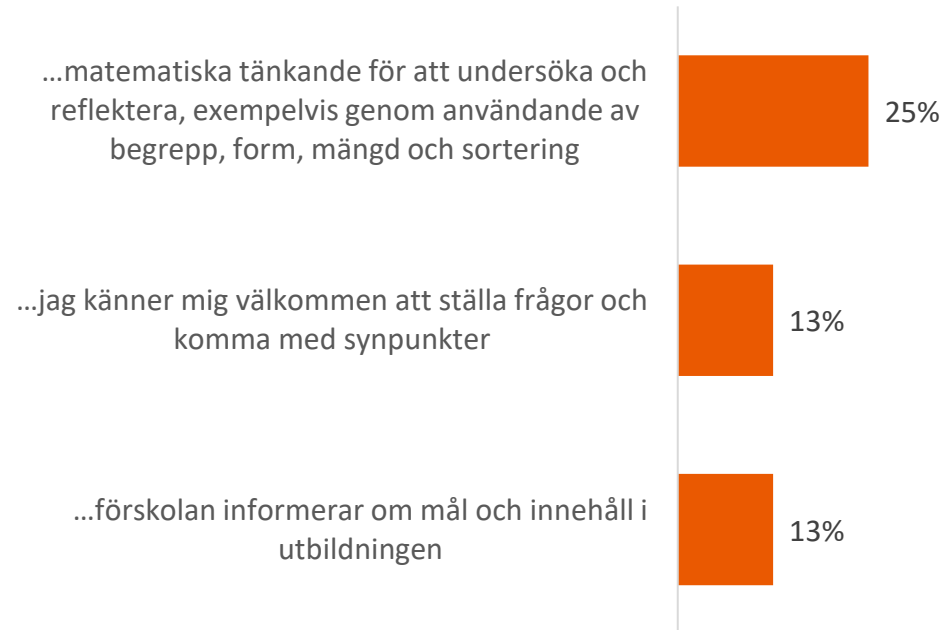 ...matematiska tänkande för att undersöka och
reflektera, exempelvis genom användande av
begrepp, form, mängd och sortering
25%
...jag känner mig välkommen att ställa frågor och
komma med synpunkter
13%
...förskolan informerar om mål och innehåll i
utbildningen
13%